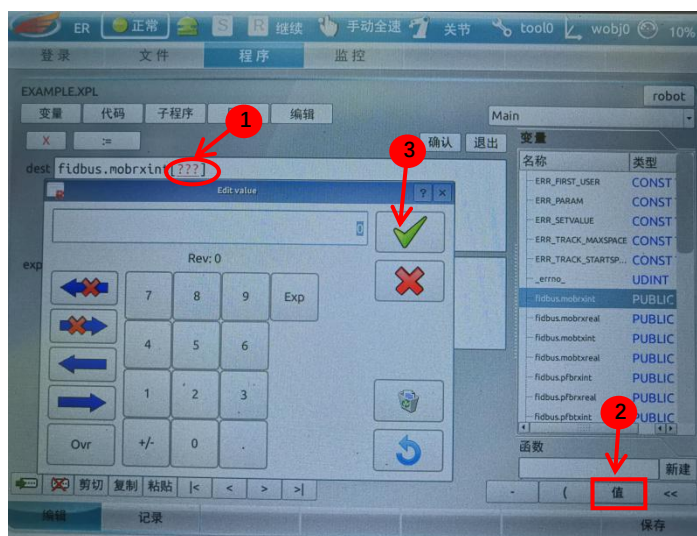 ER 正常 S R 继续 手动全速 关节 tool0 wobj0 10%
登录 文件 程序 监控
EXAMPLE.XPL robot
变量 代码 子程序 编辑 Main
1
X := 确认 退出 变量
3
名称 类型
dest fidbus.mobrxint[???]
Edit value ? ×
ERR_FIRST_USER CONST
ERR_PARAM CONST
ERR_SETVALUE CONST
0
ERR_TRACK_MAXSPACE CONST
Rev: 0
ERR_TRACK_STARTSP... CONST
exp
_errno_ UDINT
7 8 9 Exp
fidbus.mobrxint PUBLIC
fidbus.mobrxreal PUBLIC
fidbus.mobtxint PUBLIC
4 5 6
fidbus.mobtxreal PUBLIC
fidbus.pfbrxint PUBLIC
1 2 3
fidbus.pfbrxreal PUBLIC
fidbus.pfbtxint PUBLIC
2
Ovr +/- 0 .
函数
新建
剪切 复制 粘贴 |< < > >| - ( 值 <<
编辑 记录 保存